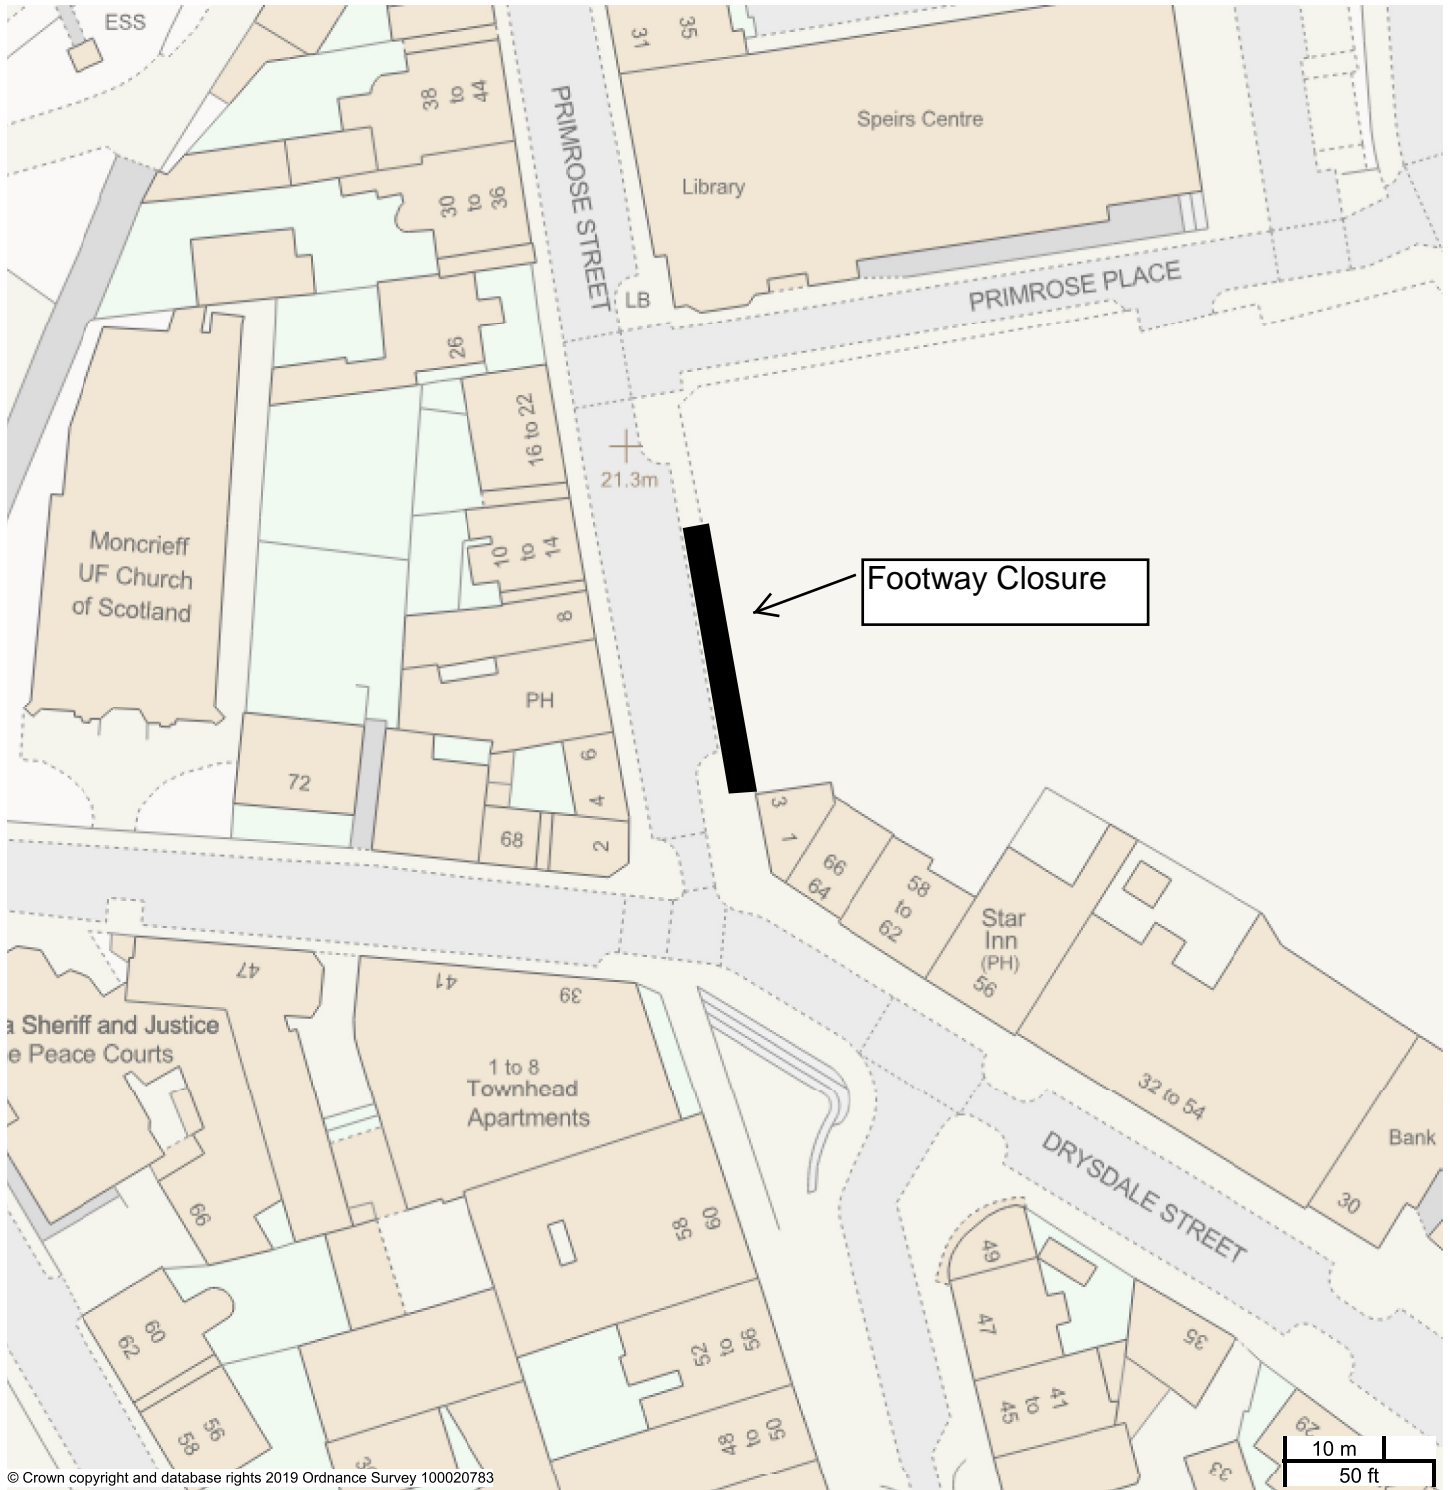 ESS
31
35
38
to
44
PRIMROSE STREET
Speirs Centre
Library
30
to
36
LB
PRIMROSE PLACE
26
16 to 22
21.3m
Moncrieff
UF Church
of Scotland
10
to
14
Footway Closure
8
PH
6
4
72
68
2
3
1
66
64
58
to
62
Star
Inn
(PH)
56
47
41
39
a Sheriff and Justice
e Peace Courts
1 to 8
Townhead
Apartments
32 to 54
Bank
30
DRYSDALE STREET
66
60
58
49
47
35
60
62
56
to
52
45
to
41
56
58
50
to
48
29
33
10 m
50 ft
© Crown copyright and database rights 2019 Ordnance Survey 100020783